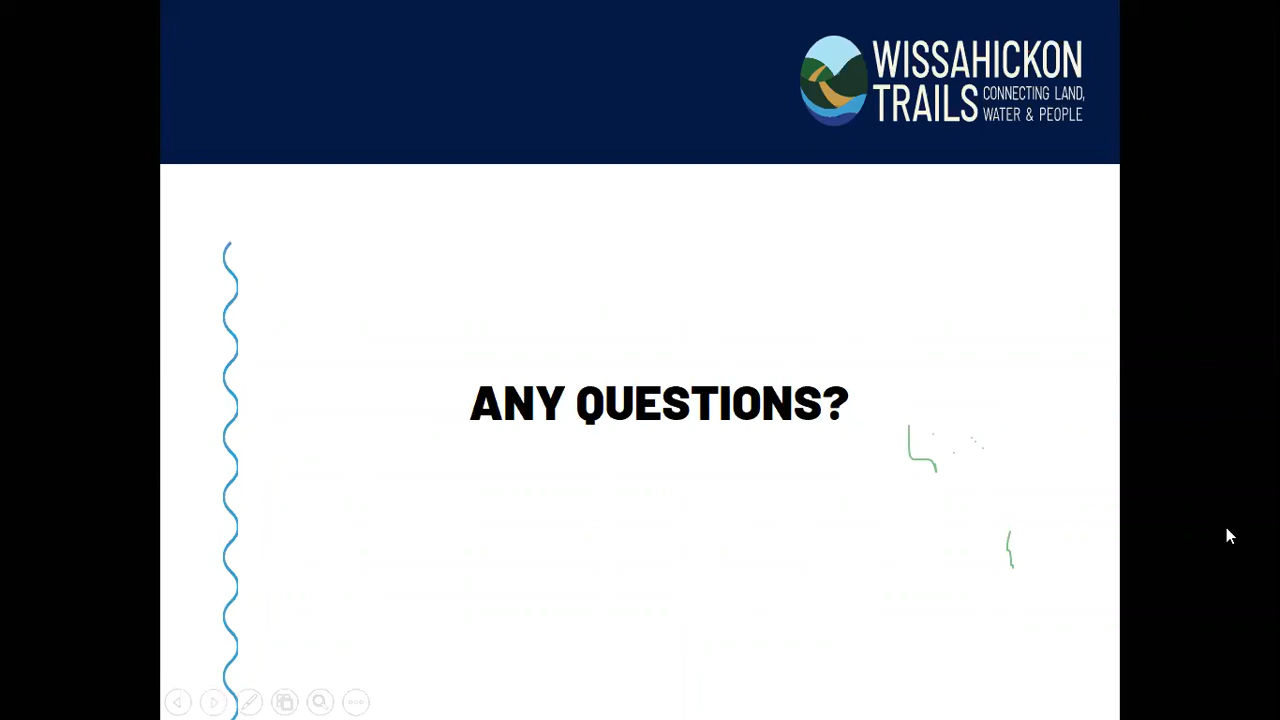 WISSAHICKON
TRAILS CONNECTING LAND,
WATER & PEOPLE
ANY QUESTIONS?